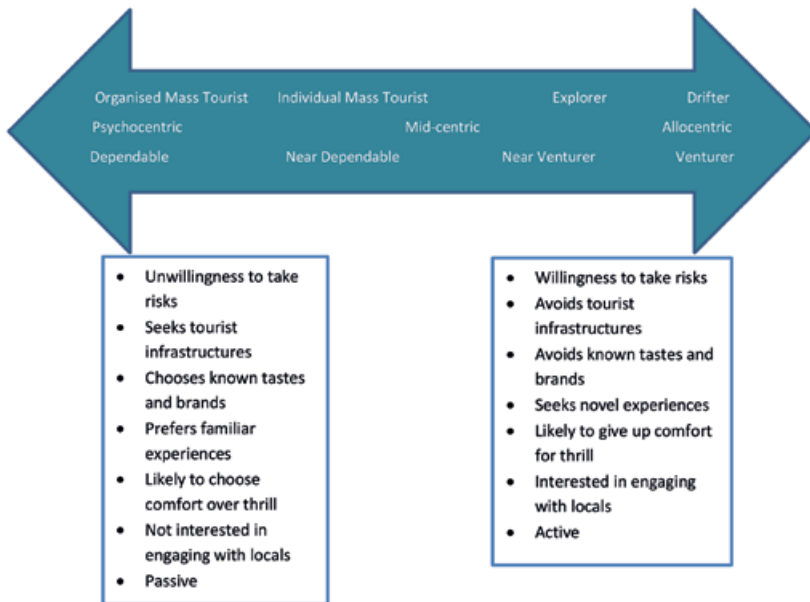 Organised Mass Tourist Individual Mass Tourist Explorer Drifter
Psychocentric Mid-centric Allocentric
Dependable Near Dependable Near Venturer Venturer
• Unwillingness to take
risks
• Seeks tourist
infrastructures
• Chooses known tastes
and brands
• Prefers familiar
experiences
• Likely to choose
comfort over thrill
• Not interested in
engaging with locals
• Passive
• Willingness to take risks
• Avoids tourist
infrastructures
• Avoids known tastes and
brands
• Seeks novel experiences
• Likely to give up comfort
for thrill
• Interested in engaging
with locals
• Active